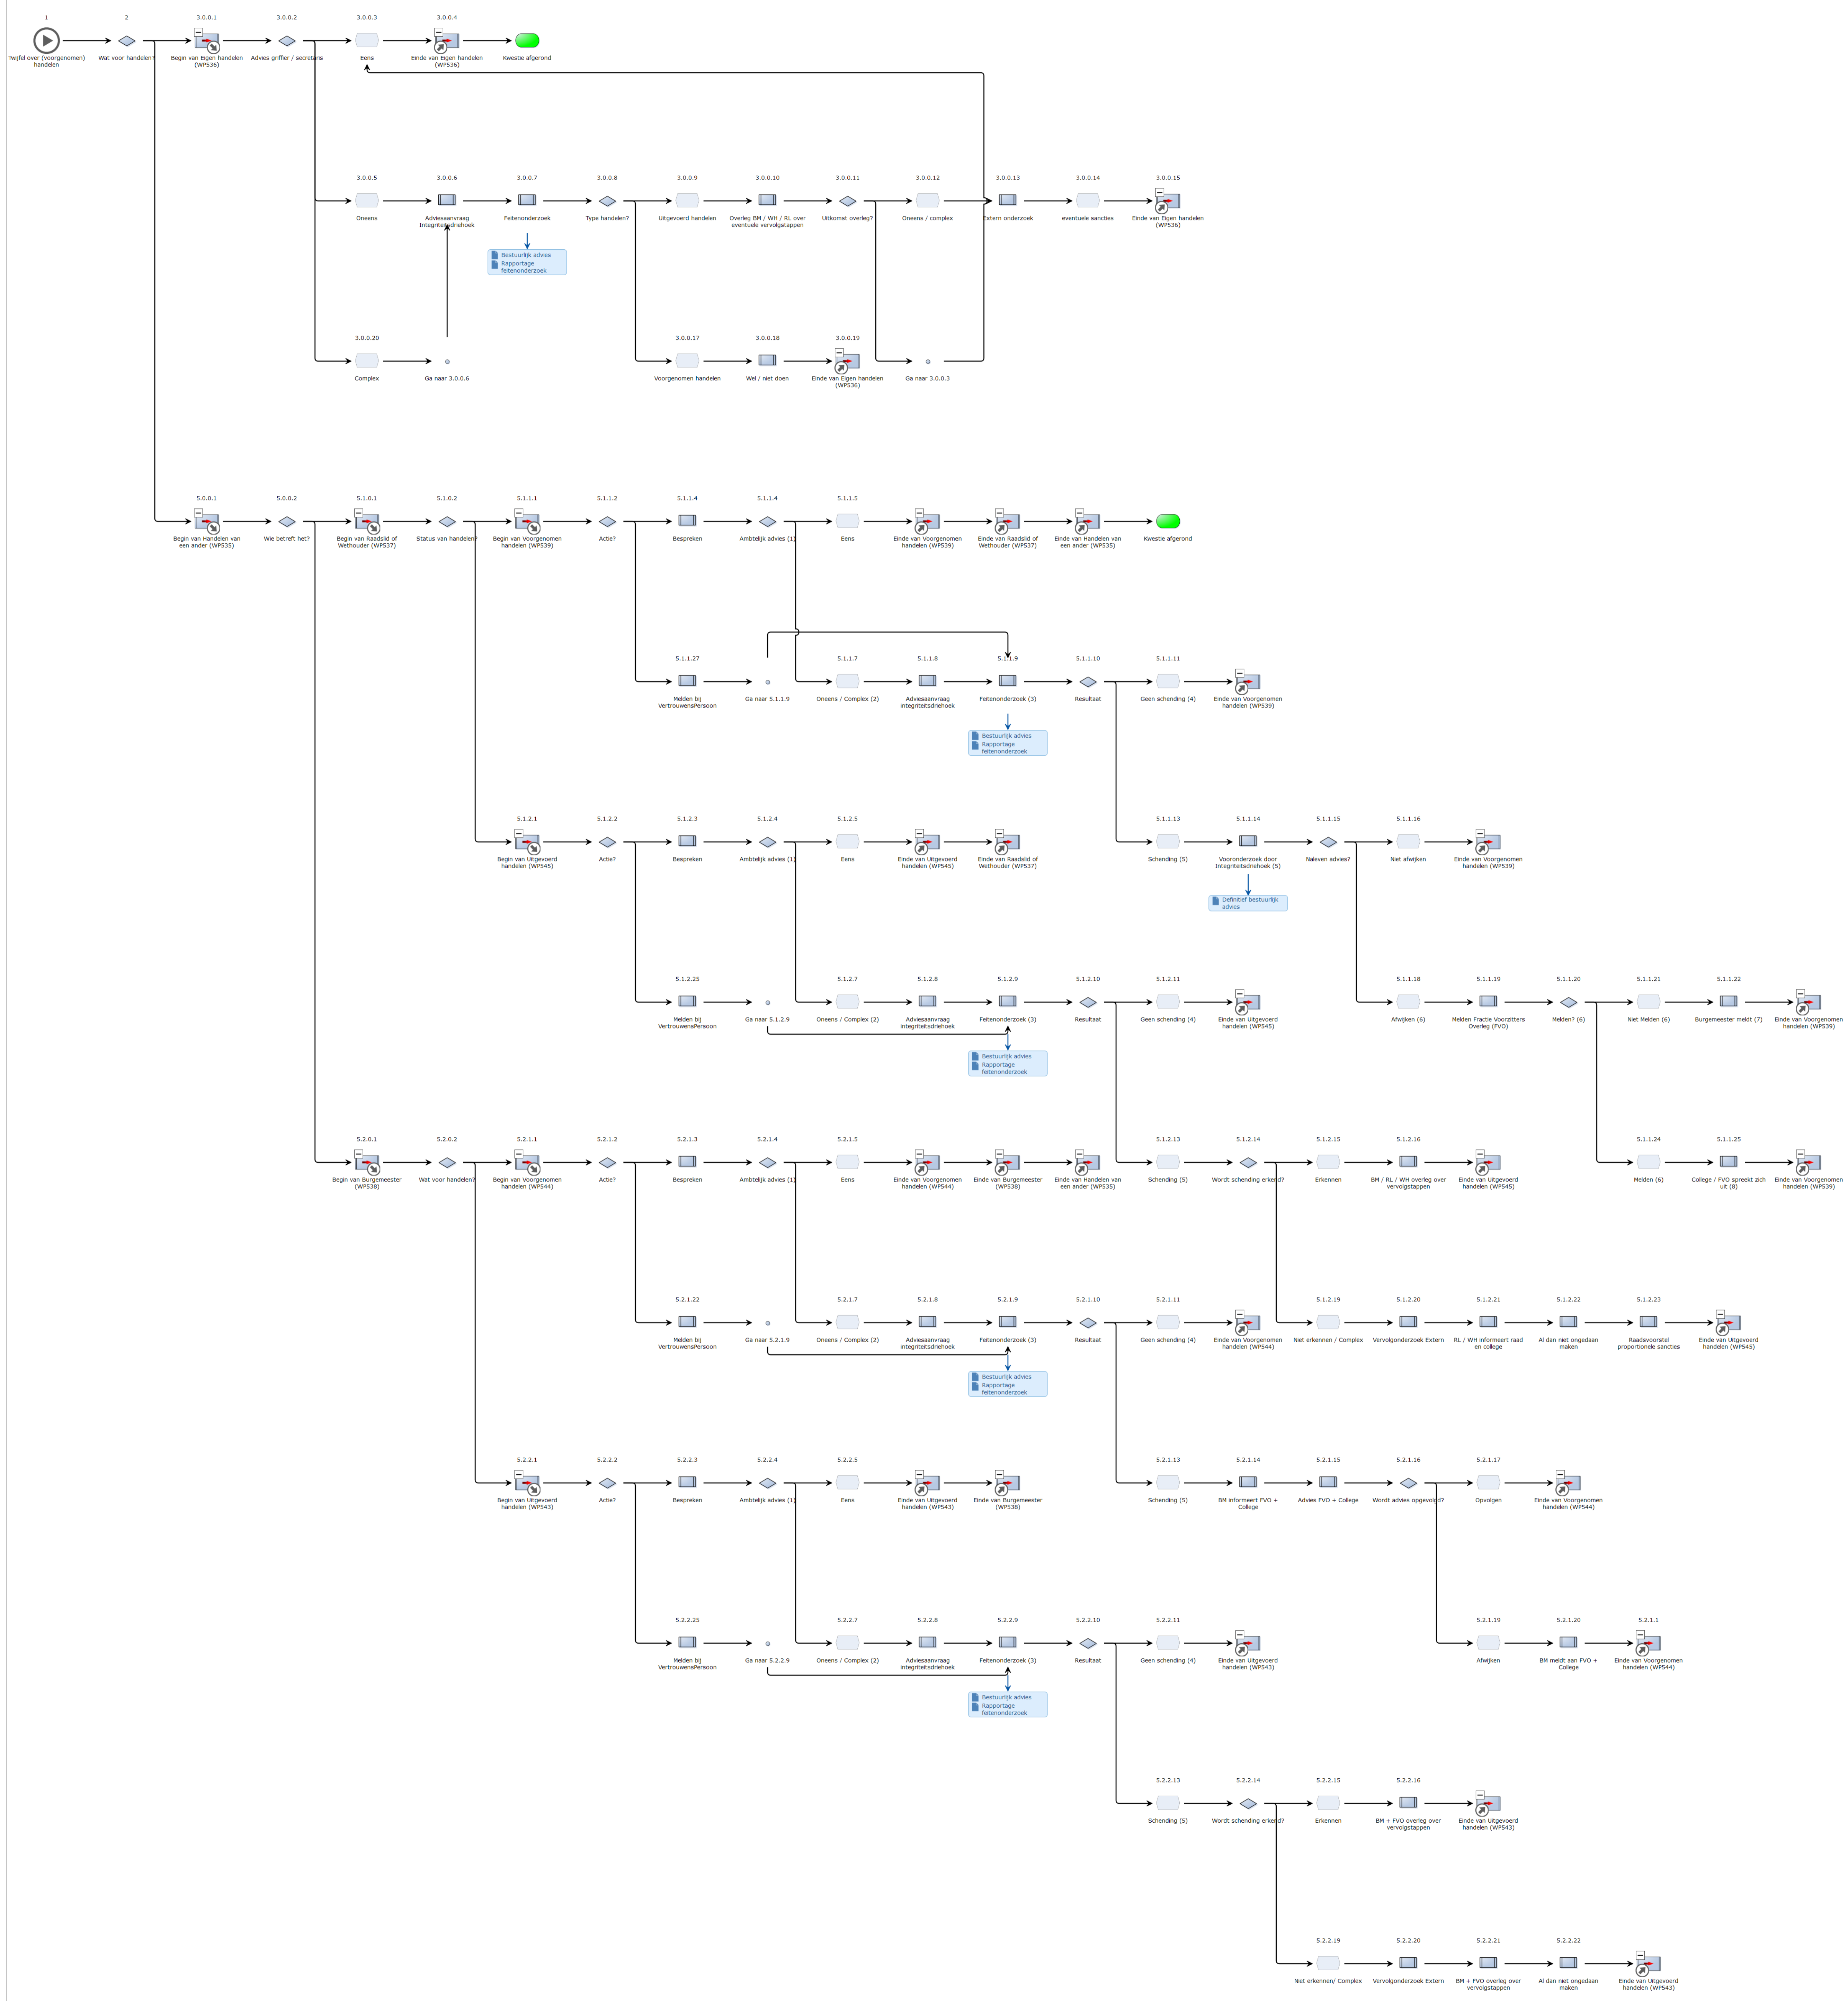 1
2
3.0.0.1
3.0.0.2
3.0.0.3
3.0.0.4
Twijfel over (voorgenomen)
handelen
Wat voor handelen?
Begin van Eigen handelen
(WP536)
Advies griffier / secretaris
Eens
Einde van Eigen handelen
(WP536)
Kwestie afgerond
3.0.0.5
3.0.0.6
3.0.0.7
3.0.0.8
3.0.0.9
3.0.0.10
3.0.0.11
3.0.0.12
3.0.0.13
3.0.0.14
3.0.0.15
Oneens
Adviesaanvraag
Integriteitsdriehoek
Feitenonderzoek
Type handelen?
Uitgevoerd handelen
Overleg BM / WH / RL over
eventuele vervolgstappen
Uitkomst overleg?
Oneens / complex
Extern onderzoek
eventuele sancties
Einde van Eigen handelen
(WP536)
Bestuurlijk advies
Rapportage
feitenonderzoek
3.0.0.20
3.0.0.17
3.0.0.18
3.0.0.19
Complex
Ga naar 3.0.0.6
Voorgenomen handelen
Wel / niet doen
Einde van Eigen handelen
(WP536)
Ga naar 3.0.0.3
5.0.0.1
5.0.0.2
5.1.0.1
5.1.0.2
5.1.1.1
5.1.1.2
5.1.1.4
5.1.1.4
5.1.1.5
Begin van Handelen van
een ander (WP535)
Wie betreft het?
Begin van Raadslid of
Wethouder (WP537)
Status van handelen?
Begin van Voorgenomen
handelen (WP539)
Actie?
Bespreken
Ambtelijk advies (1)
Eens
Einde van Voorgenomen
handelen (WP539)
Einde van Raadslid of
Wethouder (WP537)
Einde van Handelen van
een ander (WP535)
Kwestie afgerond
5.1.1.27
5.1.1.7
5.1.1.8
5.1.1.9
5.1.1.10
5.1.1.11
Melden bij
VertrouwensPersoon
Ga naar 5.1.1.9
Oneens / Complex (2)
Adviesaanvraag
integriteitsdriehoek
Feitenonderzoek (3)
Resultaat
Geen schending (4)
Einde van Voorgenomen
handelen (WP539)
Bestuurlijk advies
Rapportage
feitenonderzoek
5.1.2.1
5.1.2.2
5.1.2.3
5.1.2.4
5.1.2.5
5.1.1.13
5.1.1.14
5.1.1.15
5.1.1.16
Begin van Uitgevoerd
handelen (WP545)
Actie?
Bespreken
Ambtelijk advies (1)
Eens
Einde van Uitgevoerd
handelen (WP545)
Einde van Raadslid of
Wethouder (WP537)
Schending (5)
Vooronderzoek door
Integriteitsdriehoek (5)
Naleven advies?
Niet afwijken
Einde van Voorgenomen
handelen (WP539)
Definitief bestuurlijk
advies
5.1.2.25
5.1.2.7
5.1.2.8
5.1.2.9
5.1.2.10
5.1.2.11
5.1.1.18
5.1.1.19
5.1.1.20
5.1.1.21
5.1.1.22
Melden bij
VertrouwensPersoon
Ga naar 5.1.2.9
Oneens / Complex (2)
Adviesaanvraag
integriteitsdriehoek
Feitenonderzoek (3)
Resultaat
Geen schending (4)
Einde van Uitgevoerd
handelen (WP545)
Afwijken (6)
Melden Fractie Voorzitters
Overleg (FVO)
Melden? (6)
Niet Melden (6)
Burgemeester meldt (7)
Einde van Voorgenomen
handelen (WP539)
Bestuurlijk advies
Rapportage
feitenonderzoek
5.2.0.1
5.2.0.2
5.2.1.1
5.2.1.2
5.2.1.3
5.2.1.4
5.2.1.5
5.1.2.13
5.1.2.14
5.1.2.15
5.1.2.16
5.1.1.24
5.1.1.25
Begin van Burgemeester
(WP538)
Wat voor handelen?
Begin van Voorgenomen
handelen (WP544)
Actie?
Bespreken
Ambtelijk advies (1)
Eens
Einde van Voorgenomen
handelen (WP544)
Einde van Burgemeester
(WP538)
Einde van Handelen van
een ander (WP535)
Schending (5)
Wordt schending erkend?
Erkennen
BM / RL / WH overleg over
vervolgstappen
Einde van Uitgevoerd
handelen (WP545)
Melden (6)
College / FVO spreekt zich
uit (8)
Einde van Voorgenomen
handelen (WP539)
5.2.1.22
5.2.1.7
5.2.1.8
5.2.1.9
5.2.1.10
5.2.1.11
5.1.2.19
5.1.2.20
5.1.2.21
5.1.2.22
5.1.2.23
Melden bij
VertrouwensPersoon
Ga naar 5.2.1.9
Oneens / Complex (2)
Adviesaanvraag
integriteitsdriehoek
Feitenonderzoek (3)
Resultaat
Geen schending (4)
Einde van Voorgenomen
handelen (WP544)
Niet erkennen / Complex
Vervolgonderzoek Extern
RL / WH informeert raad
en college
Al dan niet ongedaan
maken
Raadsvoorstel
proportionele sancties
Einde van Uitgevoerd
handelen (WP545)
Bestuurlijk advies
Rapportage
feitenonderzoek
5.2.2.1
5.2.2.2
5.2.2.3
5.2.2.4
5.2.2.5
5.2.1.13
5.2.1.14
5.2.1.15
5.2.1.16
5.2.1.17
Begin van Uitgevoerd
handelen (WP543)
Actie?
Bespreken
Ambtelijk advies (1)
Eens
Einde van Uitgevoerd
handelen (WP543)
Einde van Burgemeester
(WP538)
Schending (5)
BM informeert FVO +
College
Advies FVO + College
Wordt advies opgevolgd?
Opvolgen
Einde van Voorgenomen
handelen (WP544)
5.2.2.25
5.2.2.7
5.2.2.8
5.2.2.9
5.2.2.10
5.2.2.11
5.2.1.19
5.2.1.20
5.2.1.1
Melden bij
VertrouwensPersoon
Ga naar 5.2.2.9
Oneens / Complex (2)
Adviesaanvraag
integriteitsdriehoek
Feitenonderzoek (3)
Resultaat
Geen schending (4)
Einde van Uitgevoerd
handelen (WP543)
Afwijken
BM meldt aan FVO +
College
Einde van Voorgenomen
handelen (WP544)
Bestuurlijk advies
Rapportage
feitenonderzoek
5.2.2.13
5.2.2.14
5.2.2.15
5.2.2.16
Schending (5)
Wordt schending erkend?
Erkennen
BM + FVO overleg over
vervolgstappen
Einde van Uitgevoerd
handelen (WP543)
5.2.2.19
5.2.2.20
5.2.2.21
5.2.2.22
Niet erkennen/ Complex
Vervolgonderzoek Extern
BM + FVO overleg over
vervolgstappen
Al dan niet ongedaan
maken
Einde van Uitgevoerd
handelen (WP543)